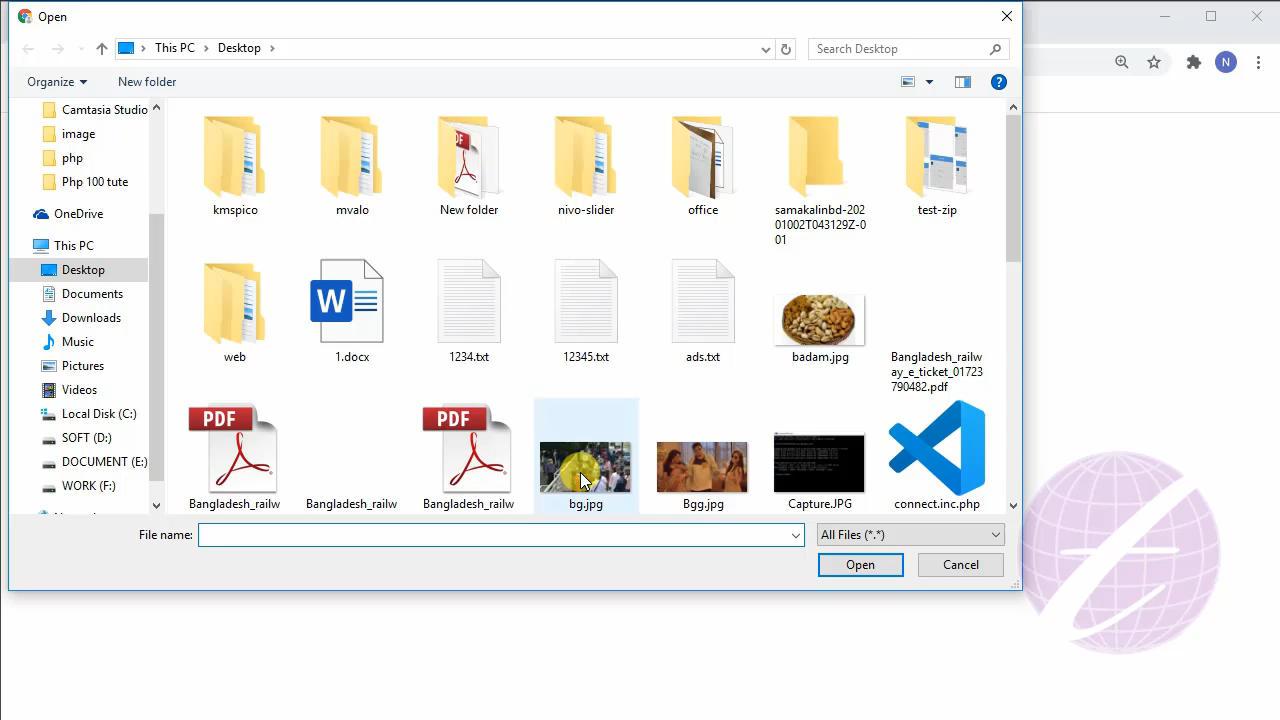 Open
This PC
Desktop
Search Desktop
N
Organize
New folder
Camtasia Studio
image
php
Php 100 tute
OneDrive
This PC
Desktop
Documents
Downloads
Music
Pictures
Videos
Local Disk (C:)
SOFT (D:)
DOCUMENT (E:)
WORK (F:)
kmspico
mvalo
New folder
nivo-slider
office
samakalinbd-202
01002T043129Z-0
01
test-zip
web
1.docx
1234.txt
12345.txt
ads.txt
badam.jpg
Bangladesh_railw
ay_e_ticket_01723
790482.pdf
PDF
Bangladesh_railw
Bangladesh_railw
PDF
Bangladesh_railw
bg.jpg
Bgg.jpg
Capture.JPG
connect.inc.php
File name:
All Files (*.*)
Open
Cancel